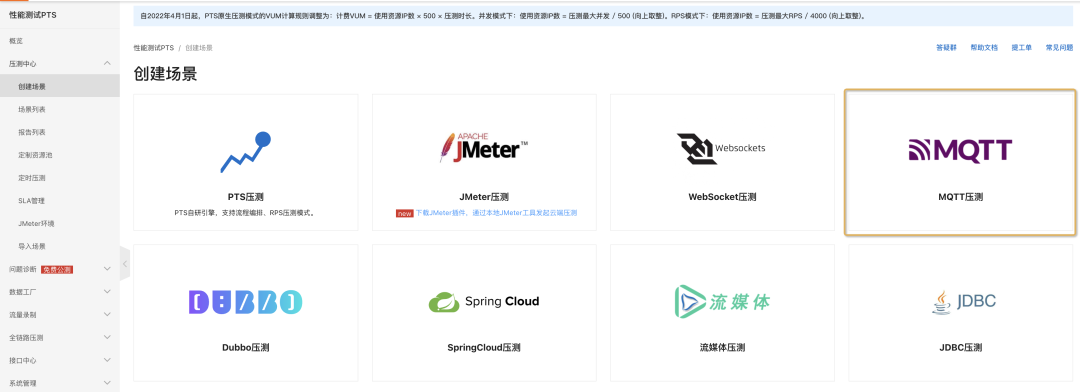 性能测试PTS
自2022年4月1日起，PTS原生压测模式的VUM计算规则调整为：计费VUM = 使用资源IP数 × 500 × 压测时长。并发模式下：使用资源IP数 = 压测最大并发 / 500 (向上取整)。RPS模式下：使用资源IP数 = 压测最大RPS / 4000 (向上取整)。
概览
压测中心
创建场景
场景列表
报告列表
定制资源池
定时压测
SLA管理
JMeter环境
导入场景
问题诊断 免费公测
数据工厂
流量录制
全链路压测
接口中心
系统管理
性能测试PTS / 创建场景
答疑群 帮助文档 提工单 常见问题
创建场景
PTS压测
PTS自研引擎，支持流程编排、RPS压测模式。
APACHE
JMeter™
JMeter压测
new 下载JMeter插件，通过本地JMeter工具发起云端压测
Websockets
WebSocket压测
MQTT
MQTT压测
DUBBO
Dubbo压测
Spring Cloud
SpringCloud压测
流媒体
流媒体压测
JDBC
JDBC压测